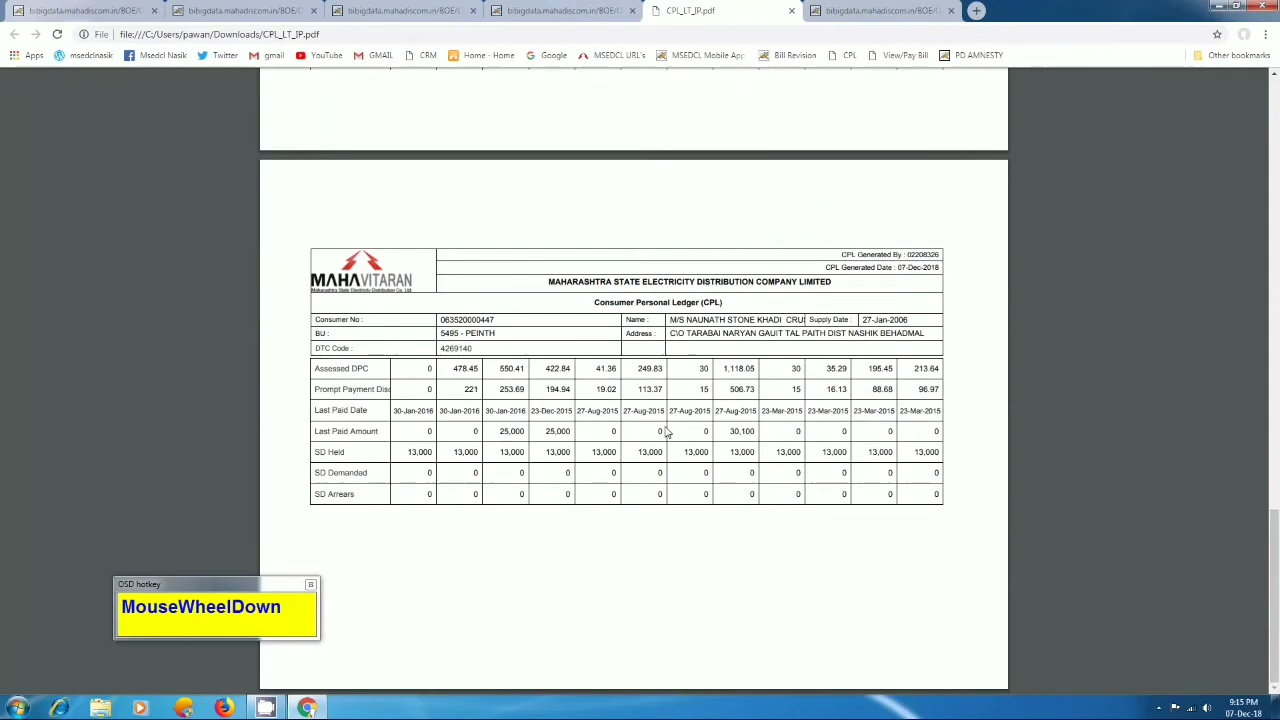 bibigdata.mahadiscom.in/BOE/O bibigdata.mahadiscom.in/BOE/C bibigdata.mahadiscom.in/BOE/C bibigdata.mahadiscom.in/BOE/C CPL_LT_IP.pdf bibigdata.mahadiscom.in/BOE/C
File file:///C:/Users/pawan/Downloads/CPL_LT_IP.pdf
Apps msedclnasik Msedcl Nasik Twitter gmail YouTube GMAIL CRM Home - Home Google MSEDCL URL's MSEDCL Mobile App Bill Revision CPL View/Pay Bill PD AMNESTY Other bookmarks
CPL Generated By : 02208326
CPL Generated Date : 07-Dec-2018
MAHAVITARAN
Maharashtra State Electricity Distribution Co. Ltd.
MAHARASHTRA STATE ELECTRICITY DISTRIBUTION COMPANY LIMITED
Consumer Personal Ledger (CPL)
Consumer No : 063520000447 Name : M/S NAUNATH STONE KHADI CRU Supply Date : 27-Jan-2006
BU : 5495 - PEINTH Address : C\O TARABAI NARYAN GAUIT TAL PAITH DIST NASHIK BEHADMAL
DTC Code : 4269140
Assessed DPC 0 478.45 550.41 422.84 41.36 249.83 30 1,118.05 30 35.29 195.45 213.64
Prompt Payment Disc 0 221 253.69 194.94 19.02 113.37 15 506.73 15 16.13 88.68 96.97
Last Paid Date 30-Jan-2016 30-Jan-2016 30-Jan-2016 23-Dec-2015 27-Aug-2015 27-Aug-2015 27-Aug-2015 27-Aug-2015 23-Mar-2015 23-Mar-2015 23-Mar-2015 23-Mar-2015
Last Paid Amount 0 0 25,000 25,000 0 0 0 30,100 0 0 0 0
SD Held 13,000 13,000 13,000 13,000 13,000 13,000 13,000 13,000 13,000 13,000 13,000 13,000
SD Demanded 0 0 0 0 0 0 0 0 0 0 0 0
SD Arrears 0 0 0 0 0 0 0 0 0 0 0 0
OSD hotkey
MouseWheelDown
9:15 PM
07-Dec-18